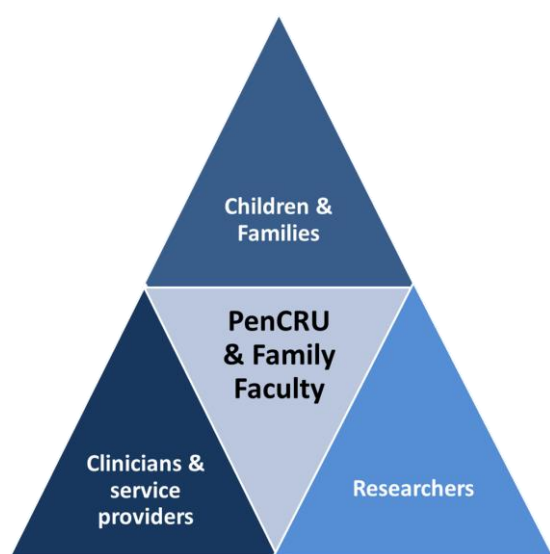 Children &
Families
PenCRU
& Family
Faculty
Clinicians &
service
providers
Researchers